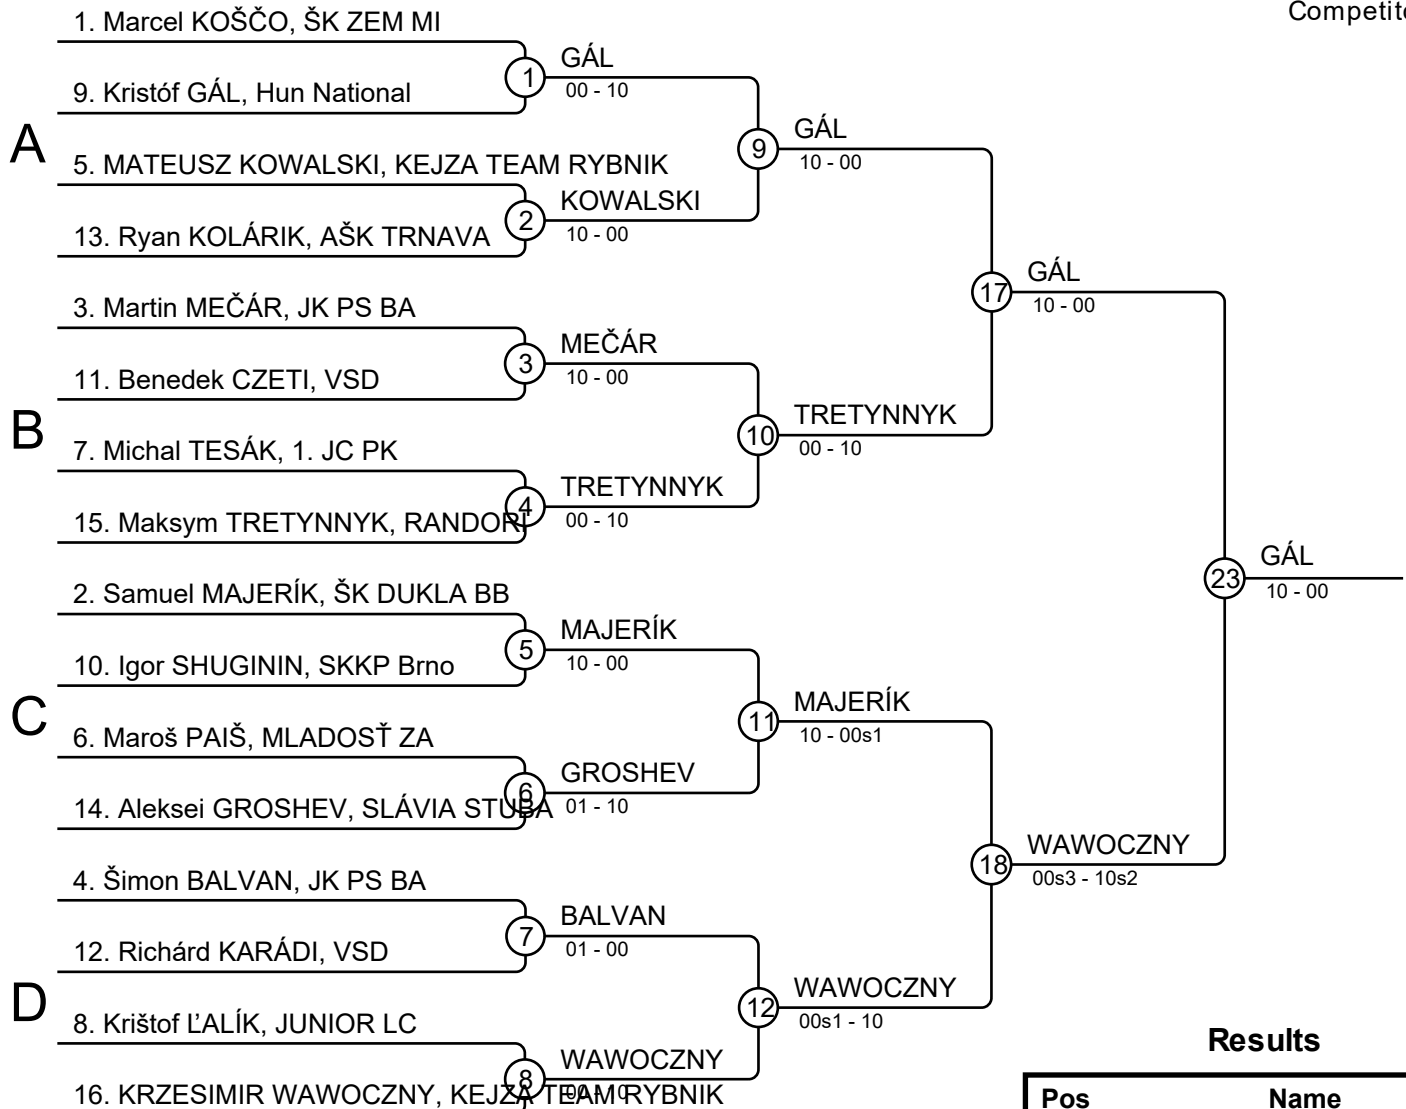 Competit
1. Marcel KOŠČO, ŠK ZEM MI
GÁL
1
00 - 10
9. Kristóf GÁL, Hun National
A
GÁL
9
10 - 00
5. MATEUSZ KOWALSKI, KEJZA TEAM RYBNIK
KOWALSKI
2
10 - 00
13. Ryan KOLÁRIK, AŠK TRNAVA
GÁL
17
10 - 00
3. Martin MEČÁR, JK PS BA
MEČÁR
3
10 - 00
11. Benedek CZETI, VSD
B
TRETYNNYK
10
00 - 10
7. Michal TESÁK, 1. JC PK
TRETYNNYK
4
00 - 10
15. Maksym TRETYNNYK, RANDORI
GÁL
23
10 - 00
2. Samuel MAJERÍK, ŠK DUKLA BB
MAJERÍK
5
10 - 00
10. Igor SHUGININ, SKKP Brno
C
MAJERÍK
11
10 - 00s1
6. Maroš PAIŠ, MLADOSŤ ZA
GROSHEV
6
01 - 10
14. Aleksei GROSHEV, SLÁVIA STUBA
WAWOCZNY
18
00s3 - 10s2
4. Šimon BALVAN, JK PS BA
BALVAN
7
01 - 00
12. Richárd KARÁDI, VSD
D
WAWOCZNY
12
00s1 - 10
8. Krištof ĽALÍK, JUNIOR LC
WAWOCZNY
8
00 - 10
16. KRZESIMIR WAWOCZNY, KEJZA TEAM RYBNIK
Results
Pos Name